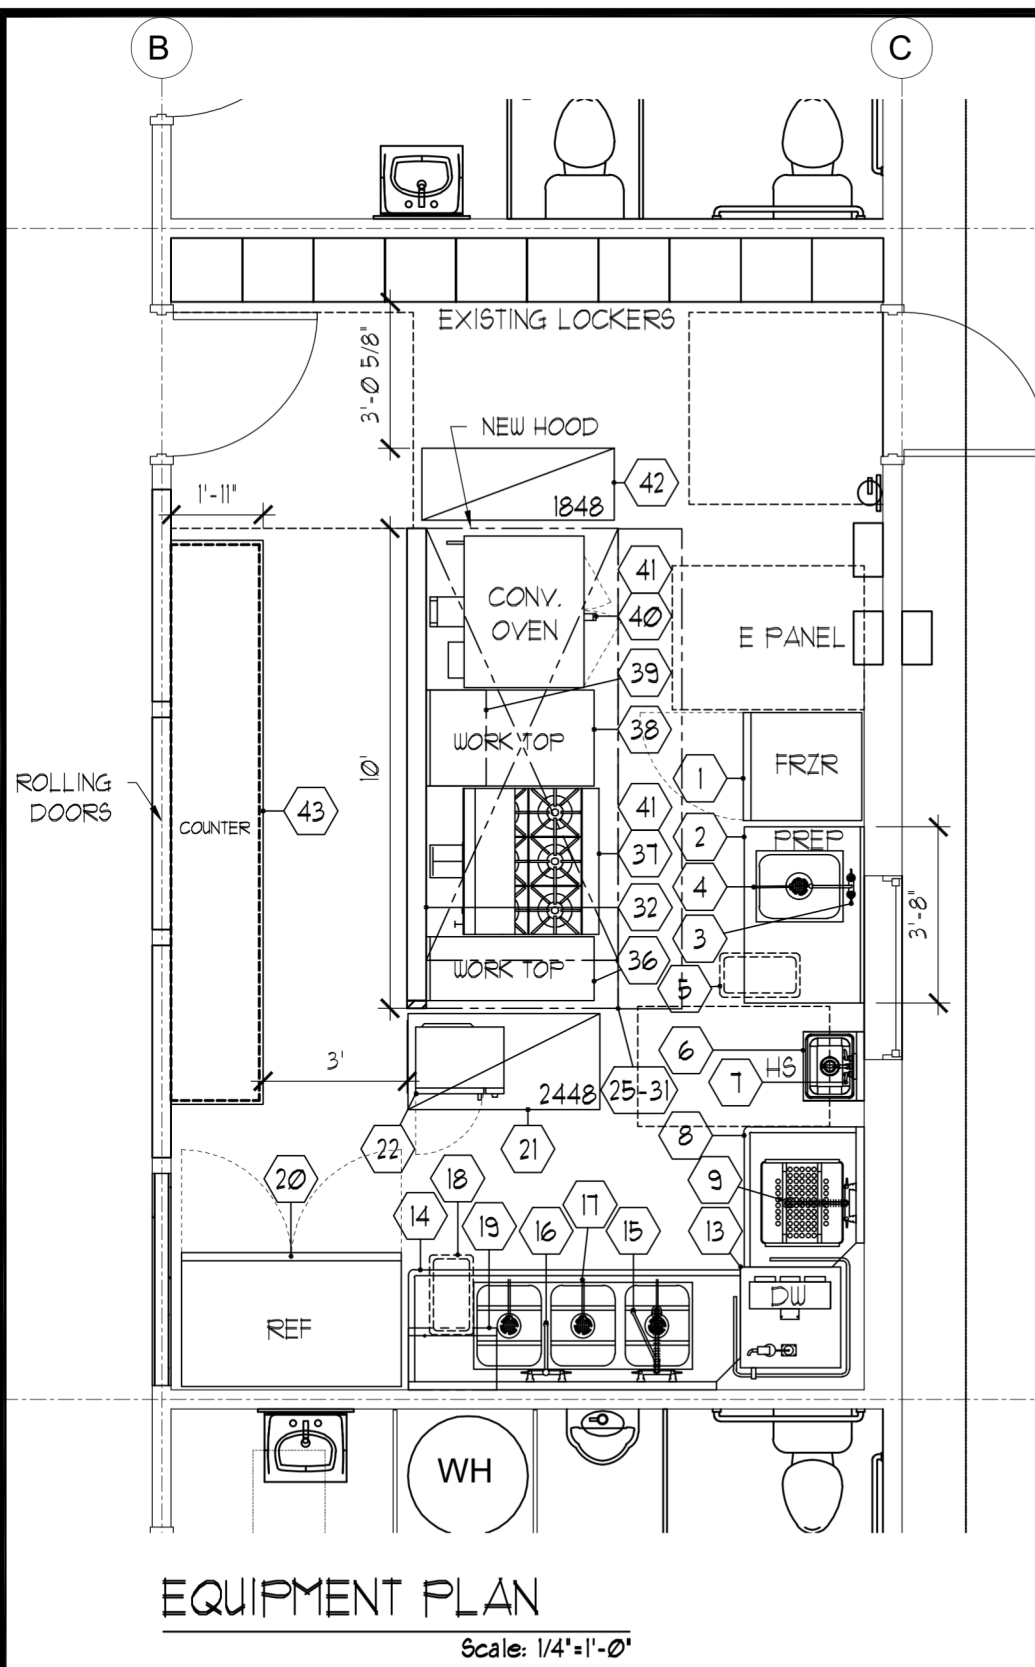 B
C
EXISTING LOCKERS
3'-0 5/8"
NEW HOOD
42
1848
1'-11"
41
CONV.
OVEN
40
E PANEL
39
38
WORK TOP
FRZR
1
10'
ROLLING
DOORS
43
COUNTER
41
2
PREP
37
4
32
3
3'-8"
WORK TOP
36
5
6
3'
HS
7
2448
25-31
8
22
21
20
18
9
14
19
16
17
15
13
DW
REF
WH
EQUIPMENT PLAN
Scale: 1/4"=1'-0"